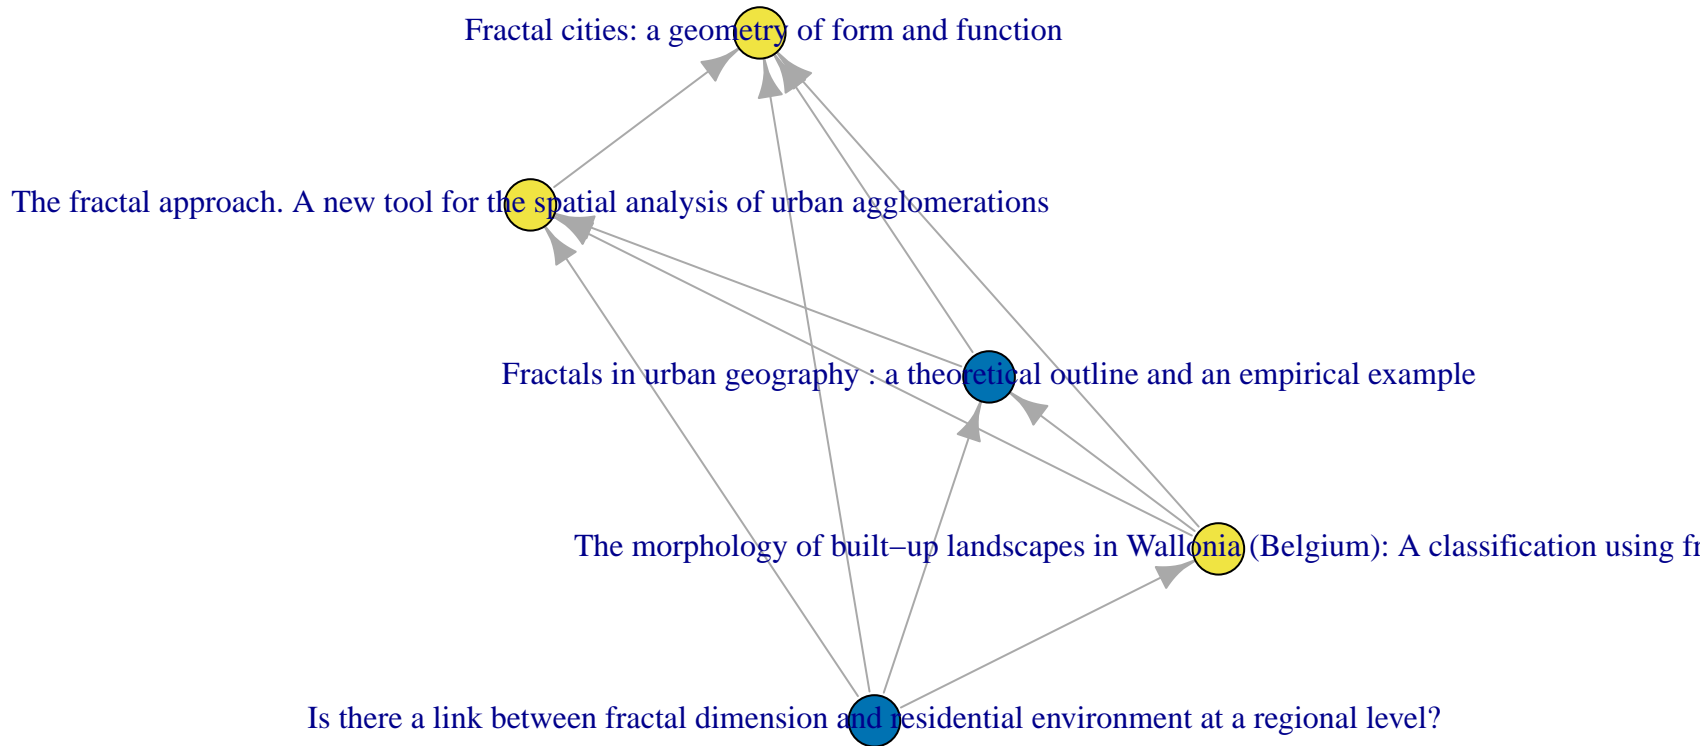 Fractal cities: a geometry of form and function
The fractal approach. A new tool for the spatial analysis of urban agglomerations
Fractals in urban geography : a theoretical outline and an empirical example
The morphology of built−up landscapes in Wallonia (Belgium): A classification using
Is there a link between fractal dimension and residential environment at a regional level?